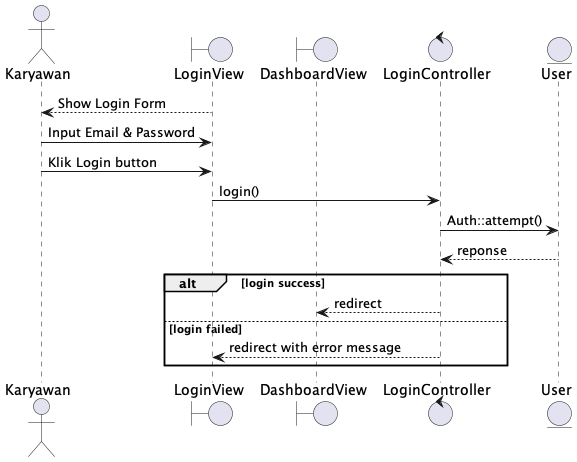 Karyawan LoginView DashboardView LoginController User
Show Login Form
Input Email & Password
Klik Login button
login()
Auth::attempt()
reponse
alt [login success]
redirect
[login failed]
redirect with error message
Karyawan LoginView DashboardView LoginController User